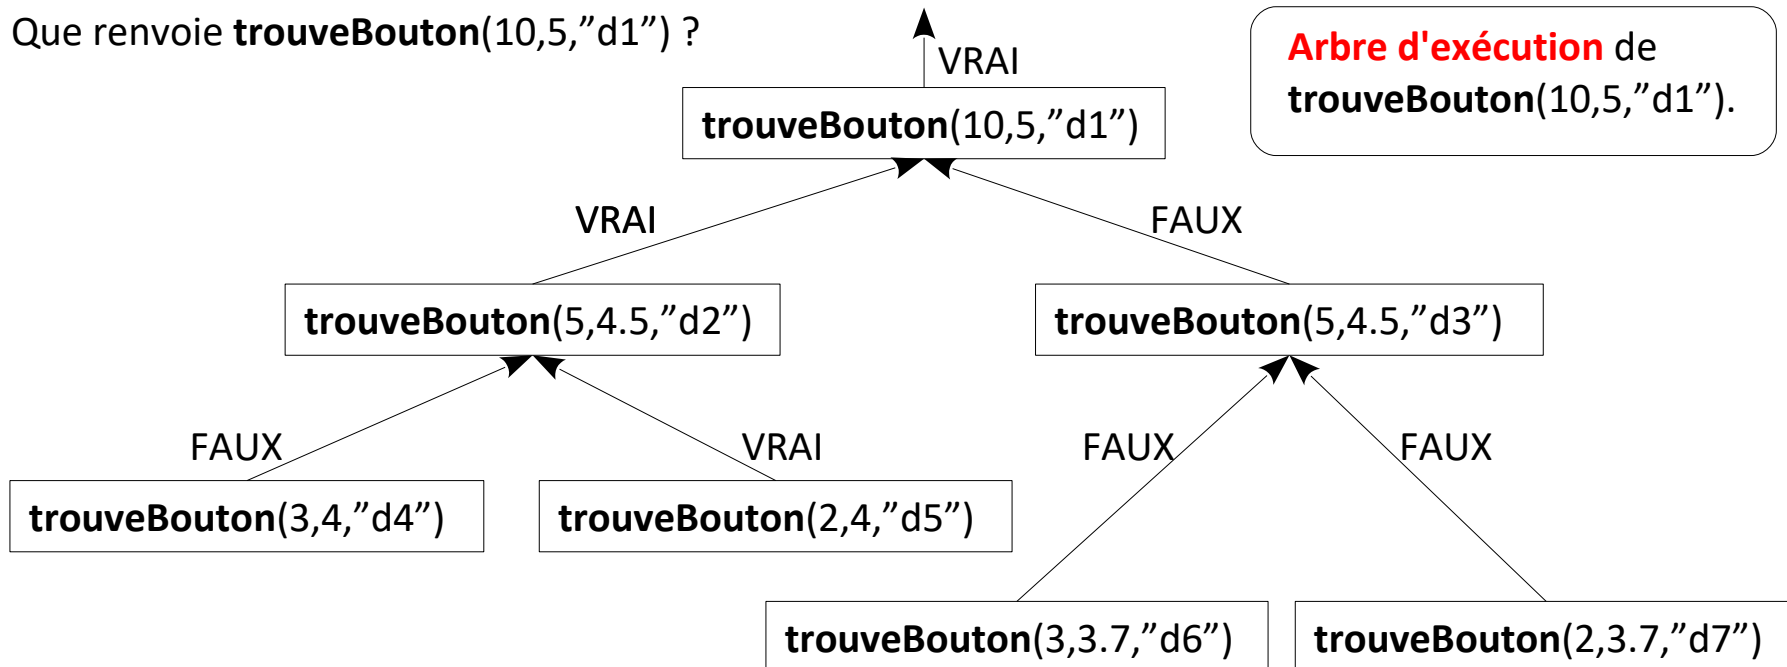 Que renvoie trouveBouton(10,5,”d1”) ?
VRAI
Arbre d'exécution de
trouveBouton(10,5,”d1”).
trouveBouton(10,5,”d1”)
VRAI
FAUX
trouveBouton(5,4.5,”d2”)
trouveBouton(5,4.5,”d3”)
FAUX
VRAI
FAUX
FAUX
trouveBouton(3,4,”d4”)
trouveBouton(2,4,”d5”)
trouveBouton(3,3.7,”d6”)
trouveBouton(2,3.7,”d7”)